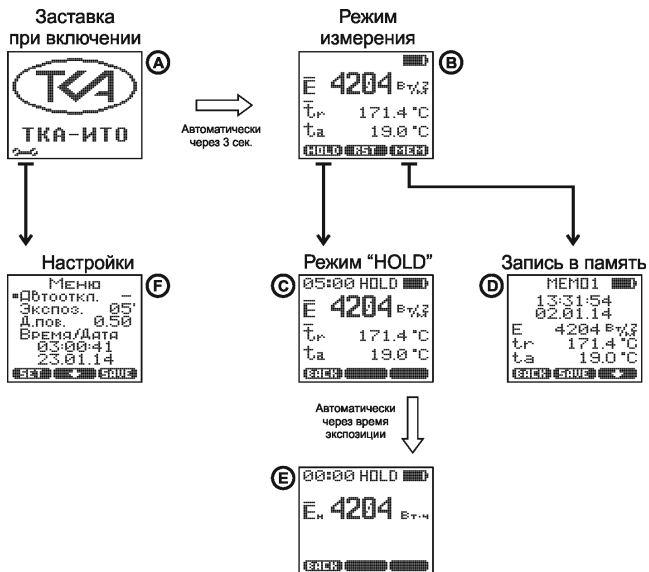 Заставка
при включении
A
ТКА
ТКА-ИТО
Автоматически
через 3 сек.
Режим
измерения
B
E 4204 Вт/м²
tr 171.4 °C
ta 19.0 °C
HOLD RST MEM
Настройки
F
Меню
Автооткл. –
Экспоз. 05'
Д.пов. 0.50
Время/Дата
03:00:41
23.01.14
SET SAVE
Режим “HOLD”
C
05:00 HOLD
E 4204 Вт/м²
tr 171.4 °C
ta 19.0 °C
BACK
Запись в память
D
MEM01
13:31:54
02.01.14
E 4204 Вт/м²
tr 171.4 °C
ta 19.0 °C
BACK SAVE
Автоматически
через время
экспозиции
E
00:00 HOLD
Eн 4204 Вт·ч
BACK